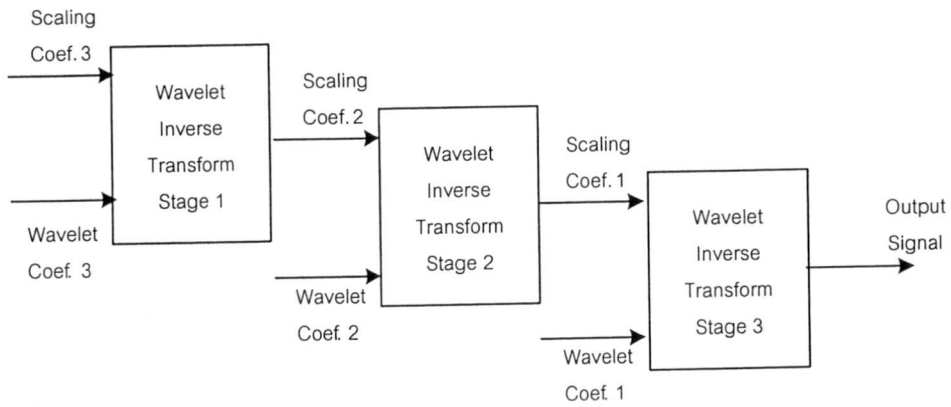 Scaling
Coef. 3
Wavelet
Inverse
Transform
Stage 1
Wavelet
Coef. 3
Scaling
Coef. 2
Wavelet
Inverse
Transform
Stage 2
Wavelet
Coef. 2
Scaling
Coef. 1
Wavelet
Inverse
Transform
Stage 3
Wavelet
Coef. 1
Output
Signal